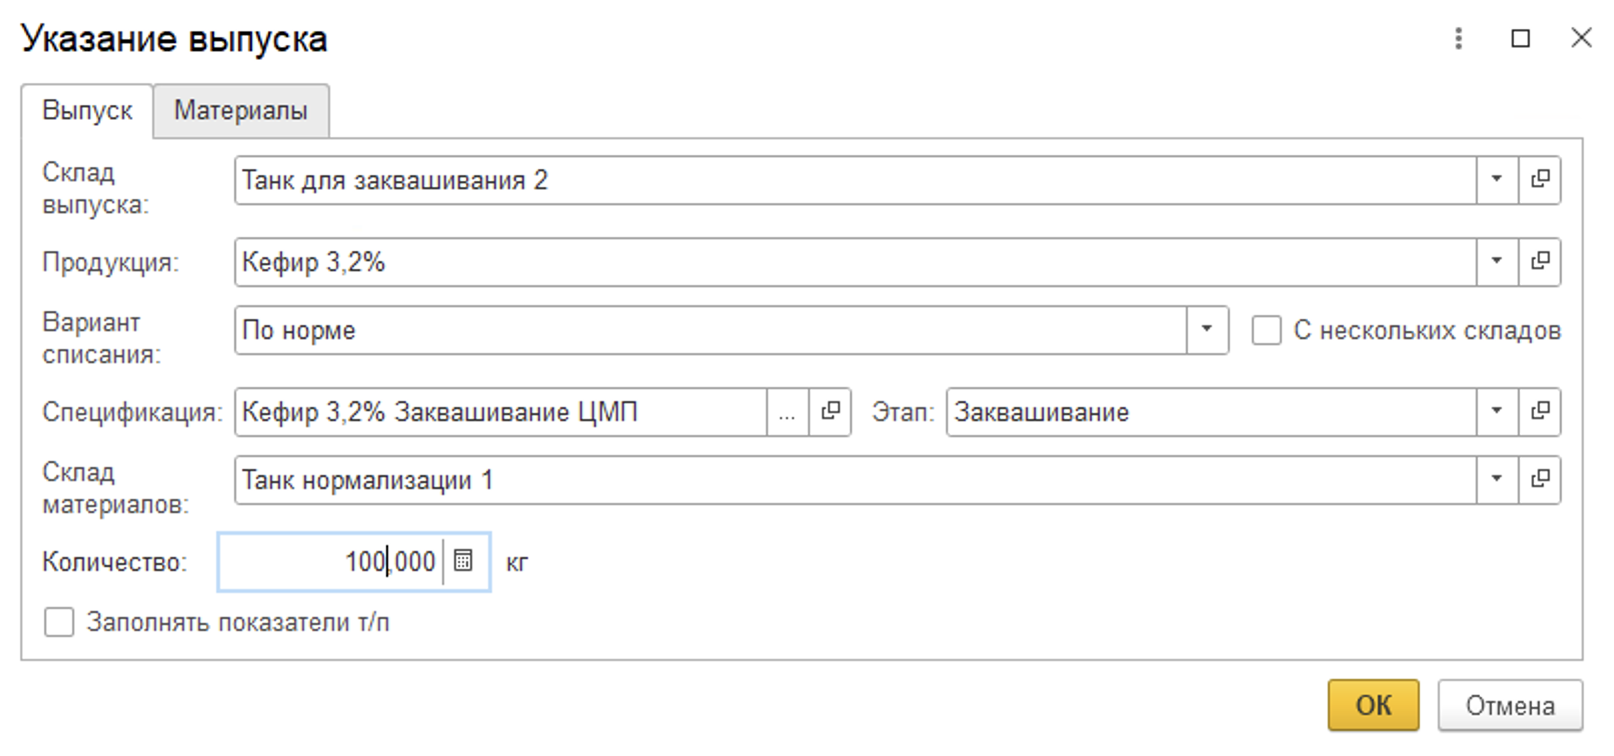 Указание выпуска
Выпуск Материалы
Склад
выпуска:
Танк для заквашивания 2
Продукция: Кефир 3,2%
Вариант
списания:
По норме
С нескольких складов
Спецификация: Кефир 3,2% Заквашивание ЦМП ... Этап: Заквашивание
Склад
материалов:
Танк нормализации 1
Количество: 100,000 кг
Заполнять показатели т/п
ОК Отмена